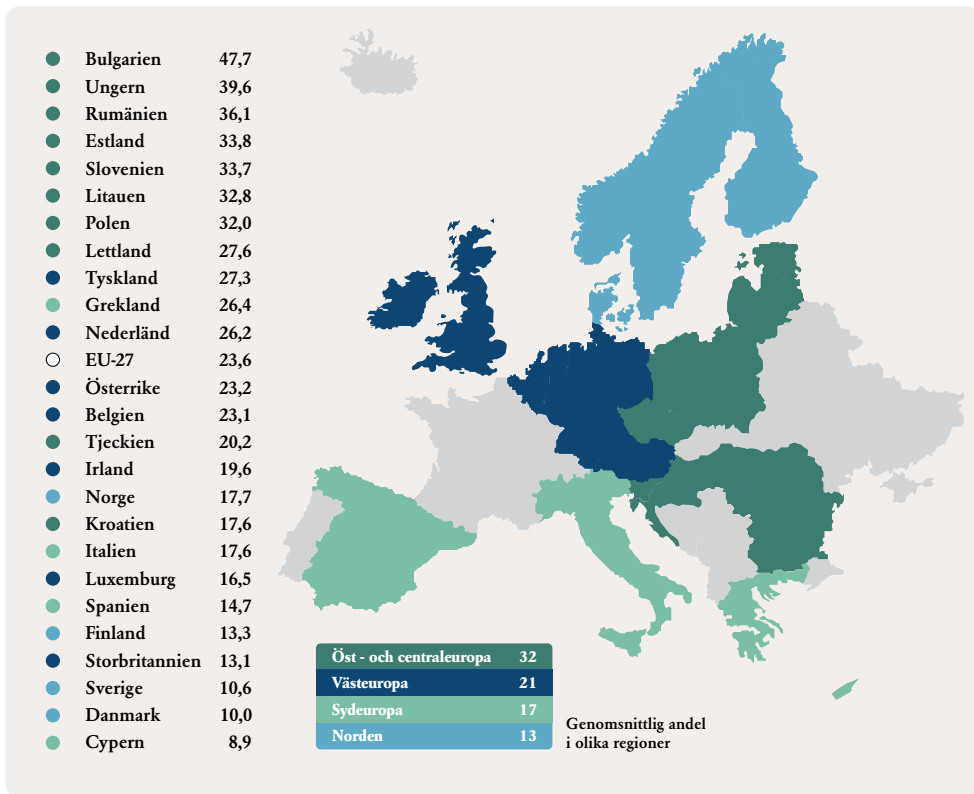 Bulgarien 47,7
Ungern 39,6
Rumänien 36,1
Estland 33,8
Slovenien 33,7
Litauen 32,8
Polen 32,0
Lettland 27,6
Tyskland 27,3
Grekland 26,4
Nederländ 26,2
EU-27 23,6
Österrike 23,2
Belgien 23,1
Tjeckien 20,2
Irland 19,6
Norge 17,7
Kroatien 17,6
Italien 17,6
Luxemburg 16,5
Spanien 14,7
Finland 13,3
Storbritannien 13,1
Sverige 10,6
Danmark 10,0
Cypern 8,9
Öst - och centraleuropa 32
Västeuropa 21
Sydeuropa 17
Norden 13
Genomsnittlig andel
i olika regioner